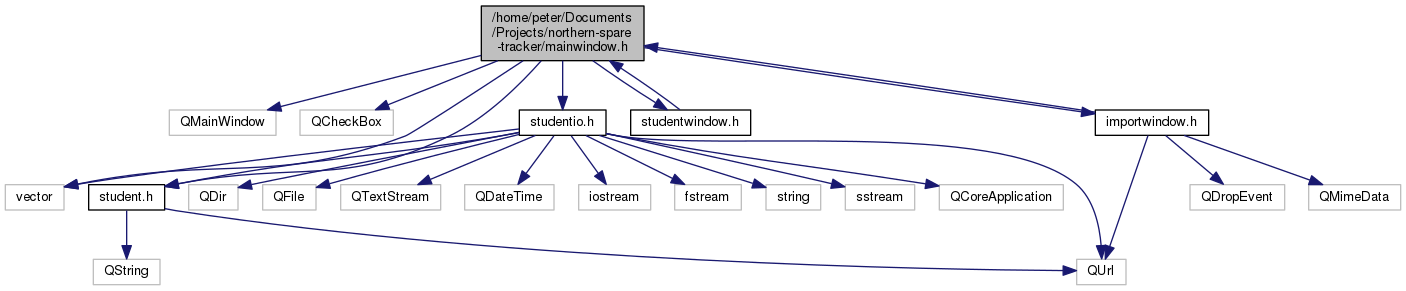 /home/peter/Documents
/Projects/northern-spare
-tracker/mainwindow.h
QMainWindow
QCheckBox
studentio.h
studentwindow.h
importwindow.h
vector
student.h
QDir
QFile
QTextStream
QDateTime
iostream
fstream
string
sstream
QCoreApplication
QDropEvent
QMimeData
QString
QUrl